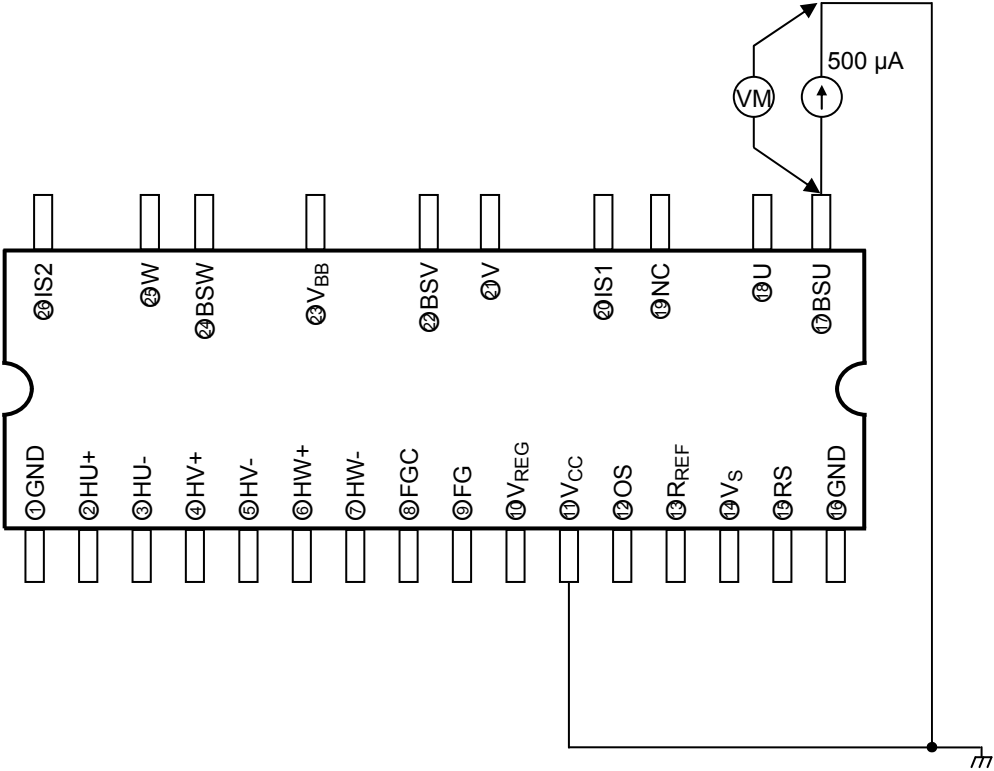 500 µA
VM
㉖IS2
㉕W
㉔BSW
㉓VBB
㉒BSV
㉑V
⑳IS1
⑲NC
⑱U
⑰BSU
①GND
②HU+
③HU-
④HV+
⑤HV-
⑥HW+
⑦HW-
⑧FGC
⑨FG
⑩VREG
⑪VCC
⑫OS
⑬RREF
⑭VS
⑮RS
⑯GND